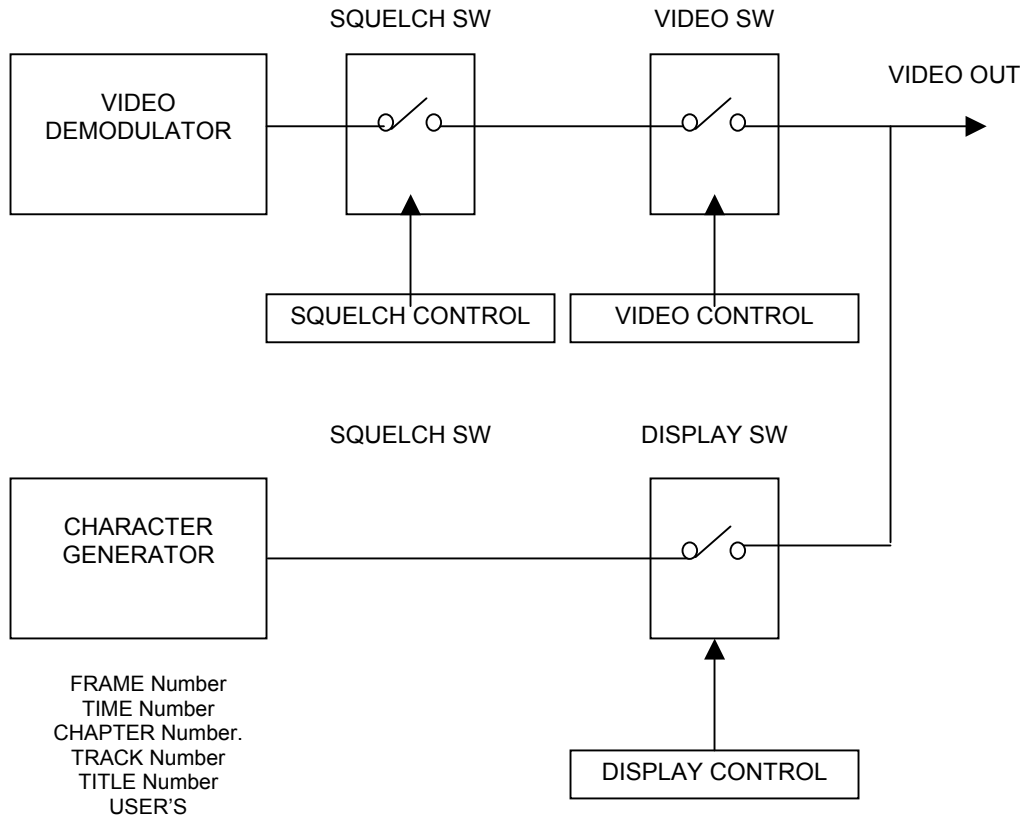 SQUELCH SW
VIDEO SW
VIDEO OUT
VIDEO
DEMODULATOR
SQUELCH CONTROL
VIDEO CONTROL
SQUELCH SW
DISPLAY SW
CHARACTER
GENERATOR
FRAME Number
TIME Number
CHAPTER Number.
TRACK Number
TITLE Number
USER'S
DISPLAY CONTROL